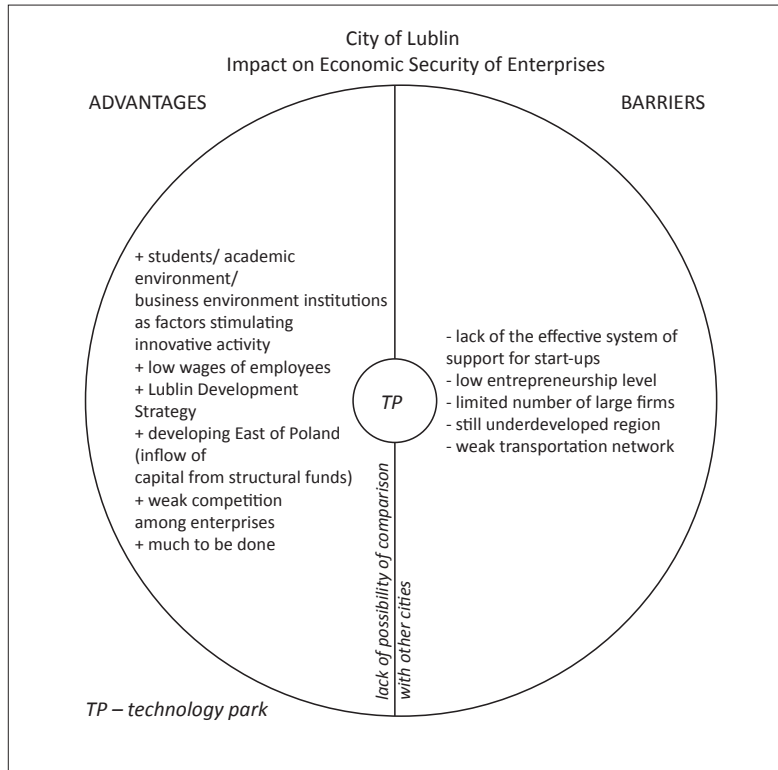 City of Lublin
Impact on Economic Security of Enterprises
ADVANTAGES
BARRIERS
+ students/ academic
environment/
business environment institutions
as factors stimulating
innovative activity
+ low wages of employees
+ Lublin Development
Strategy
+ developing East of Poland
(inflow of
capital from structural funds)
+ weak competition
among enterprises
+ much to be done
TP
- lack of the effective system of
support for start-ups
- low entrepreneurship level
- limited number of large firms
- still underdeveloped region
- weak transportation network
lack of possibility of comparison
with other cities
TP – technology park